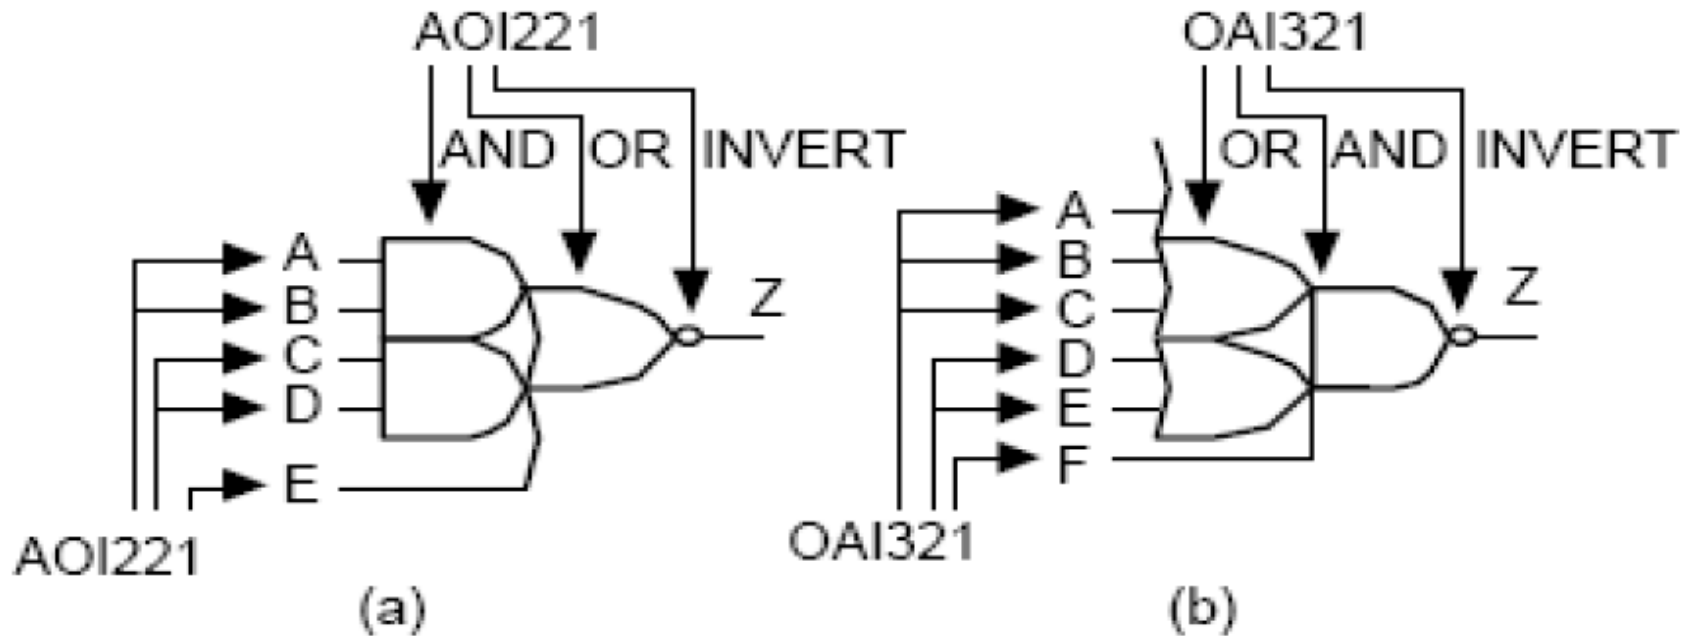 AOI221
AND OR INVERT
A
B
C
D
E
Z
AOI221
(a)
OAI321
OR AND INVERT
A
B
C
D
E
F
Z
OAI321
(b)